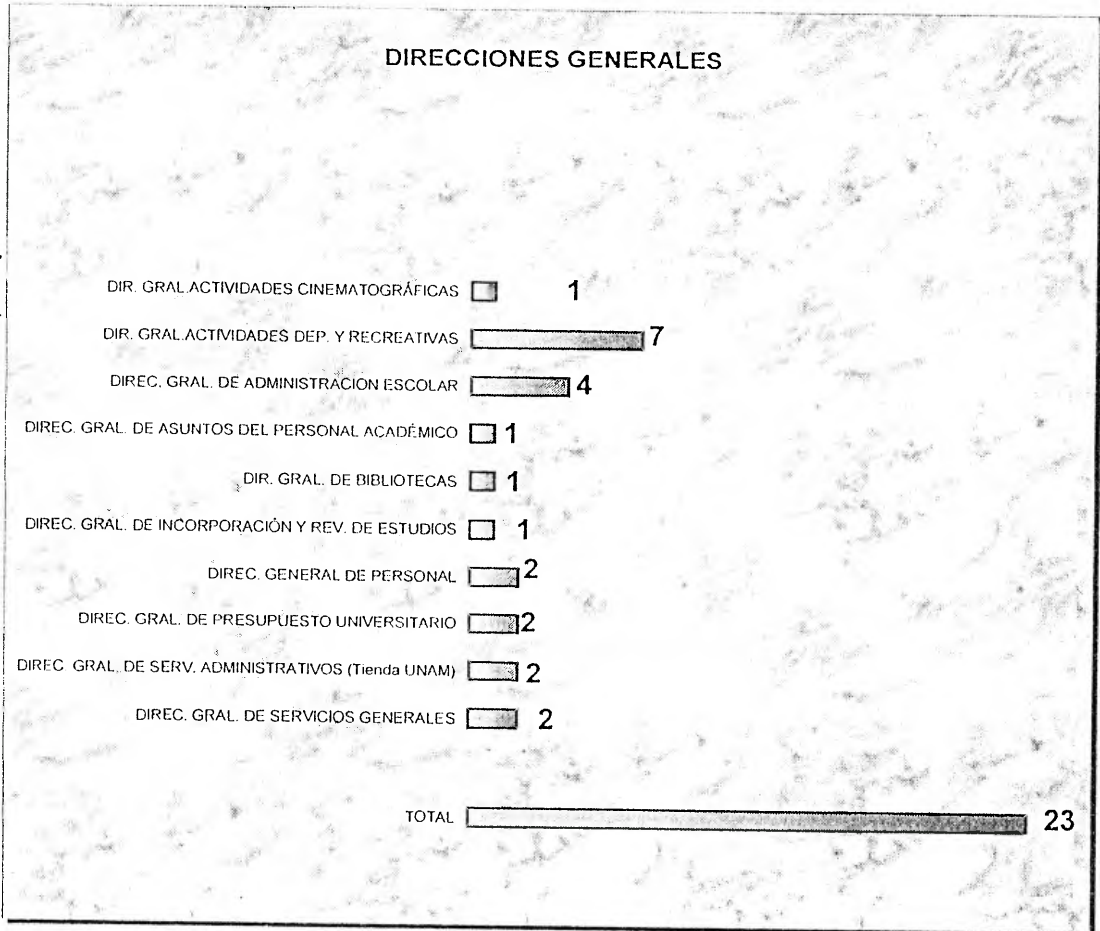 DIRECCIONES GENERALES
DIR. GRAL.ACTIVIDADES CINEMATOGRÁFICAS 1
DIR. GRAL.ACTIVIDADES DEP. Y RECREATIVAS 7
DIREC. GRAL. DE ADMINISTRACION ESCOLAR 4
DIREC. GRAL. DE ASUNTOS DEL PERSONAL ACADÉMICO 1
DIR. GRAL. DE BIBLIOTECAS 1
DIREC. GRAL. DE INCORPORACIÓN Y REV. DE ESTUDIOS 1
DIREC. GENERAL DE PERSONAL 2
DIREC. GRAL. DE PRESUPUESTO UNIVERSITARIO 2
DIREC GRAL. DE SERV. ADMINISTRATIVOS (Tienda UNAM) 2
DIREC. GRAL. DE SERVICIOS GENERALES 2
TOTAL 23